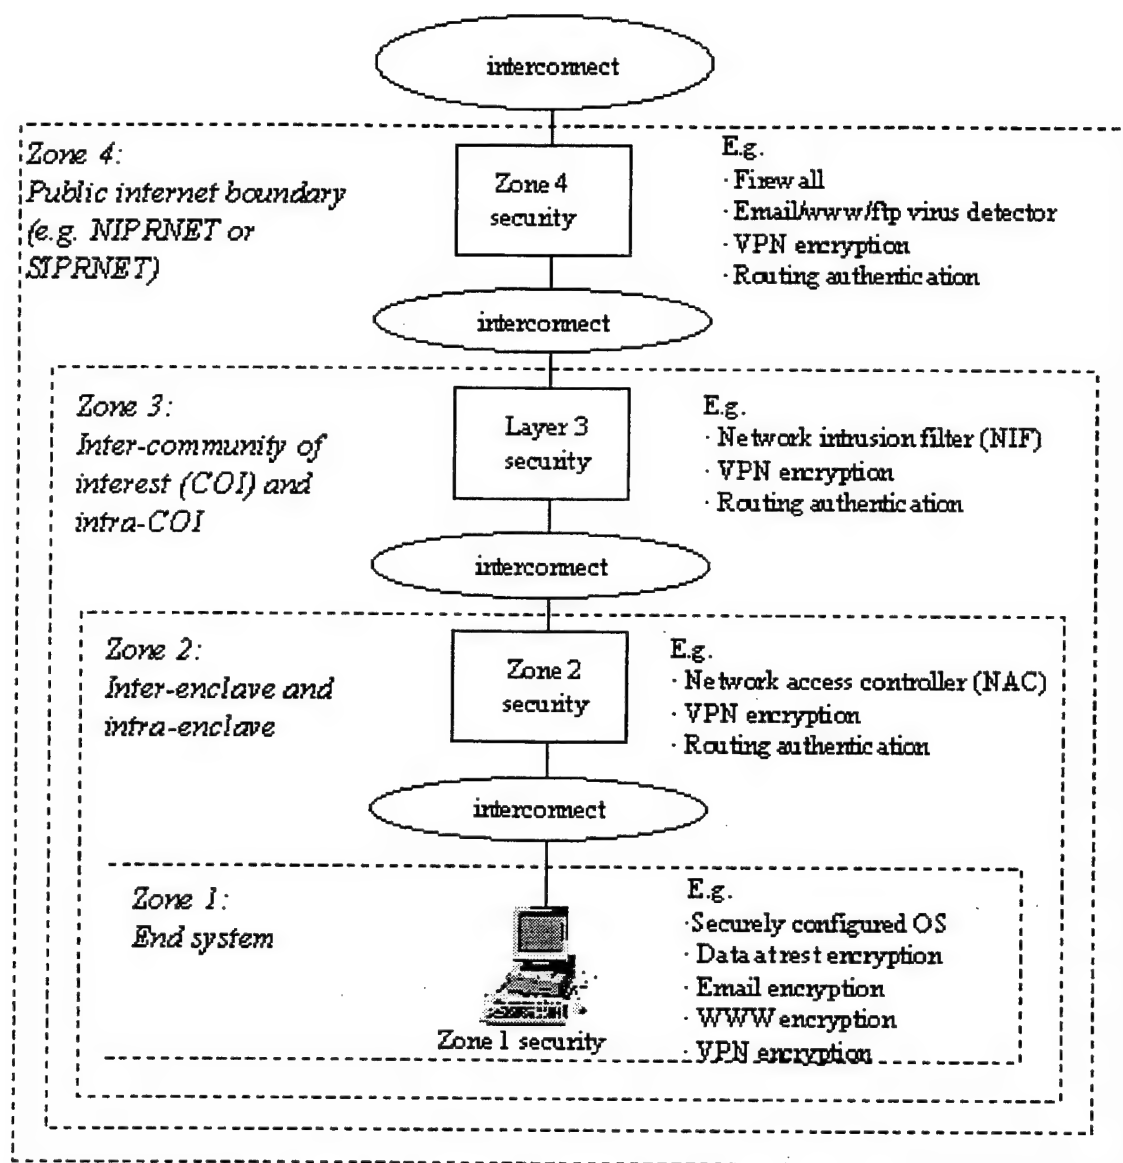 interconnect
Zone 4:
Public internet boundary
(e.g. NIPRNET or
SIPRNET)
Zone 4
security
E.g.
· Firewall
· Email/www/ftp virus detector
· VPN encryption
· Routing authentication
interconnect
Zone 3:
Inter-community of
interest (COI) and
intra-COI
Layer 3
security
E.g.
· Network intrusion filter (NIF)
· VPN encryption
· Routing authentication
interconnect
Zone 2:
Inter-enclave and
intra-enclave
Zone 2
security
E.g.
· Network access controller (NAC)
· VPN encryption
· Routing authentication
interconnect
Zone 1:
End system
Zone 1 security
E.g.
·Securely configured OS
· Data at rest encryption
· Email encryption
· WWW encryption
· VPN encryption